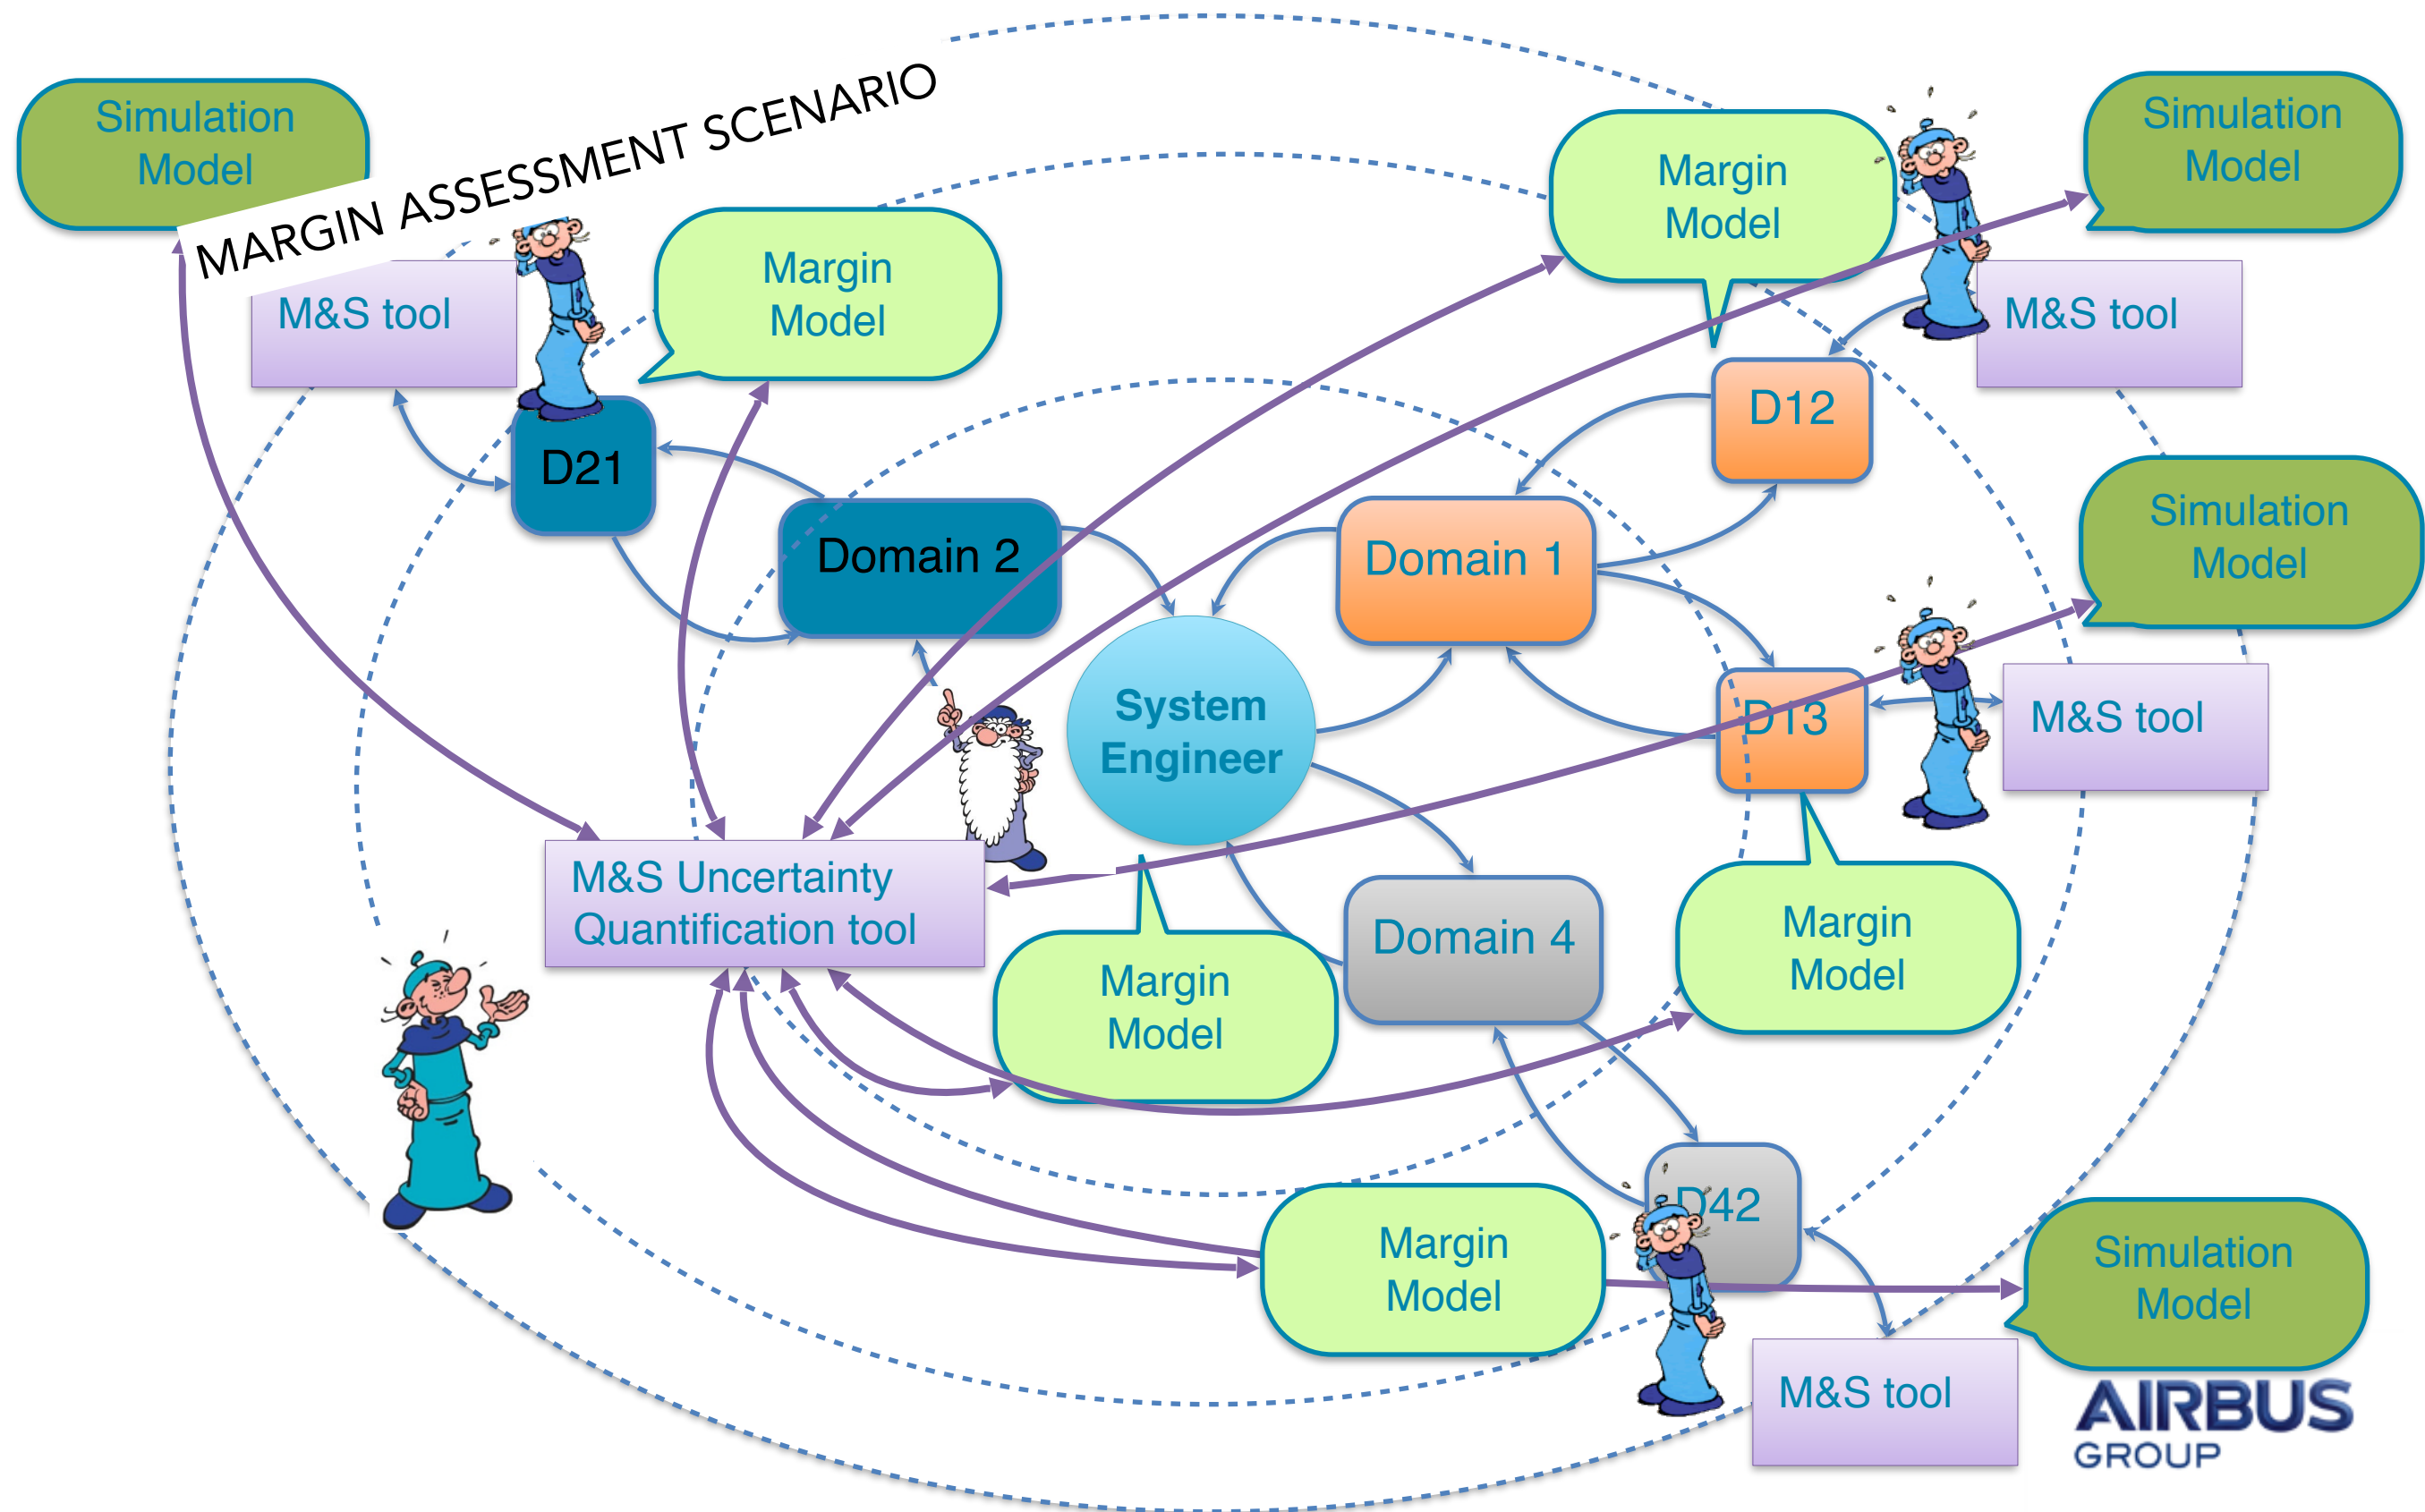 MARGIN ASSESSMENT SCENARIO
Simulation
Model
Margin
Model
Simulation
Model
Margin
Model
M&S tool
M&S tool
D12
D21
Simulation
Model
Domain 2
Domain 1
System
Engineer
D13
M&S tool
M&S Uncertainty
Quantification tool
Domain 4
Margin
Model
Margin
Model
D42
Margin
Model
Simulation
Model
M&S tool
AIRBUS
GROUP